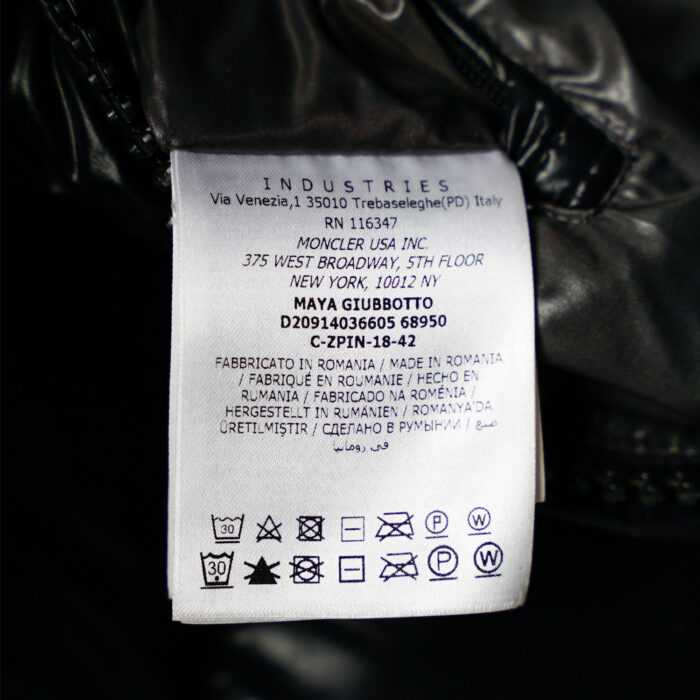 INDUSTRIES
Via Venezia,1 35010 Trebaseleghe(PD) Italy
RN 116347
MONCLER USA INC.
375 WEST BROADWAY, 5TH FLOOR
NEW YORK, 10012 NY
MAYA GIUBBOTTO
D20914036605 68950
C-ZPIN-18-42
FABBRICATO IN ROMANIA / MADE IN ROMANIA
/ FABRIQUÉ EN ROUMANIE / HECHO EN
RUMANIA / FABRICADO NA ROMÉNIA /
HERGESTELLT IN RUMÄNIEN / ROMANYA'DA
ÜRETILMIŞTIR / СДЕЛАНО В РУМЫНИИ / صنع
في رومانيا
30 P W
30 P W